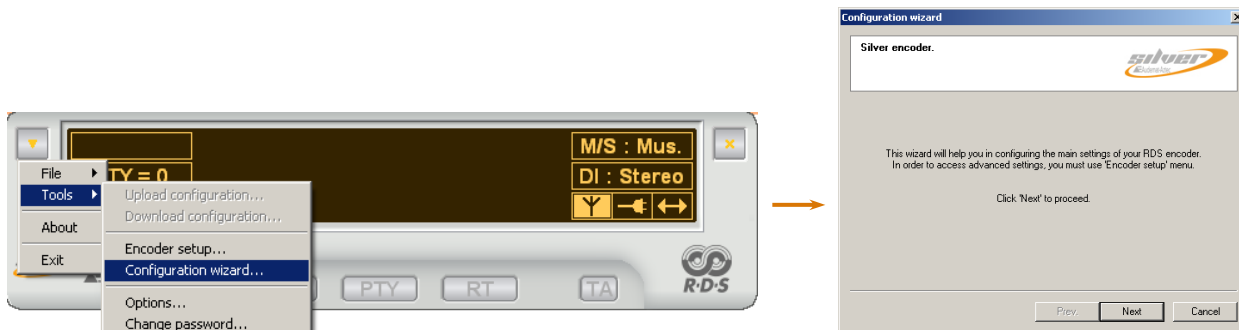 PTY = 0
M/S : Mus.
DI : Stereo
File
Tools
About
Exit
Upload configuration...
Download configuration...
Encoder setup...
Configuration wizard...
Options...
Change password...
PTY
RT
TA
R·D·S
Configuration wizard
Silver encoder.
silver
This wizard will help you in configuring the main settings of your RDS encoder.
In order to access advanced settings, you must use 'Encoder setup' menu.
Click 'Next' to proceed.
Prev.
Next
Cancel